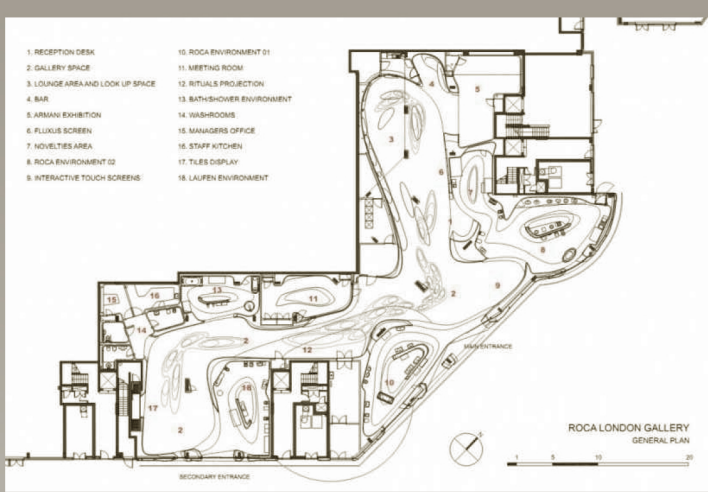 1. RECEPTION DESK
2. GALLERY SPACE
3. LOUNGE AREA AND LOOK UP SPACE
4. BAR
5. ARMANI EXHIBITION
6. FLUXUS SCREEN
7. NOVELTIES AREA
8. ROCA ENVIRONMENT 02
9. INTERACTIVE TOUCH SCREENS
10. ROCA ENVIRONMENT 01
11. MEETING ROOM
12. RITUALS PROJECTION
13. BATH/SHOWER ENVIRONMENT
14. WASHROOMS
15. MANAGERS OFFICE
16. STAFF KITCHEN
17. TILES DISPLAY
18. LAUFEN ENVIRONMENT
4
5
3
6
7
1
8
2
9
15
16
13
11
14
2
12
10
18
17
2
MAIN ENTRANCE
SECONDARY ENTRANCE
ROCA LONDON GALLERY
GENERAL PLAN
1 5 10 20